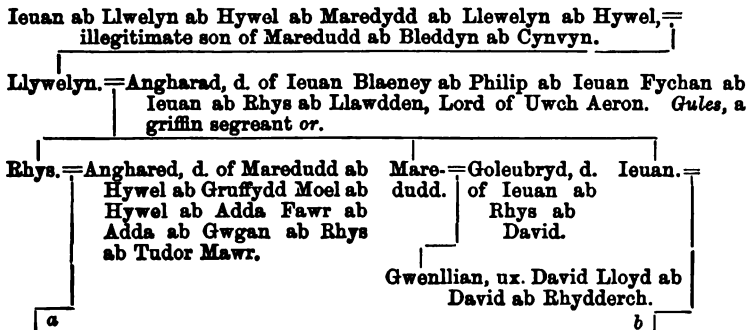 Ieuan ab Llwelyn ab Hywel ab Maredydd ab Llewelyn ab Hywel,=
illegitimate son of Maredudd ab Bleddyn ab Cynvyn.
Llywelyn.=Angharad, d. of Ieuan Blaeney ab Philip ab Ieuan Fychan ab
Ieuan ab Rhys ab Llawdden, Lord of Uwch Aeron. Gules, a
griffin segreant or.
Rhys.=Anghared, d. of Maredudd ab
Hywel ab Gruffydd Moel ab
Hywel ab Adda Fawr ab
Adda ab Gwgan ab Rhys
ab Tudor Mawr.
Mare-=Goleubryd, d.
dudd. of Ieuan ab
Rhys ab
David.
Ieuan.=
Gwenllian, ux. David Lloyd ab
David ab Rhydderch.
a
b